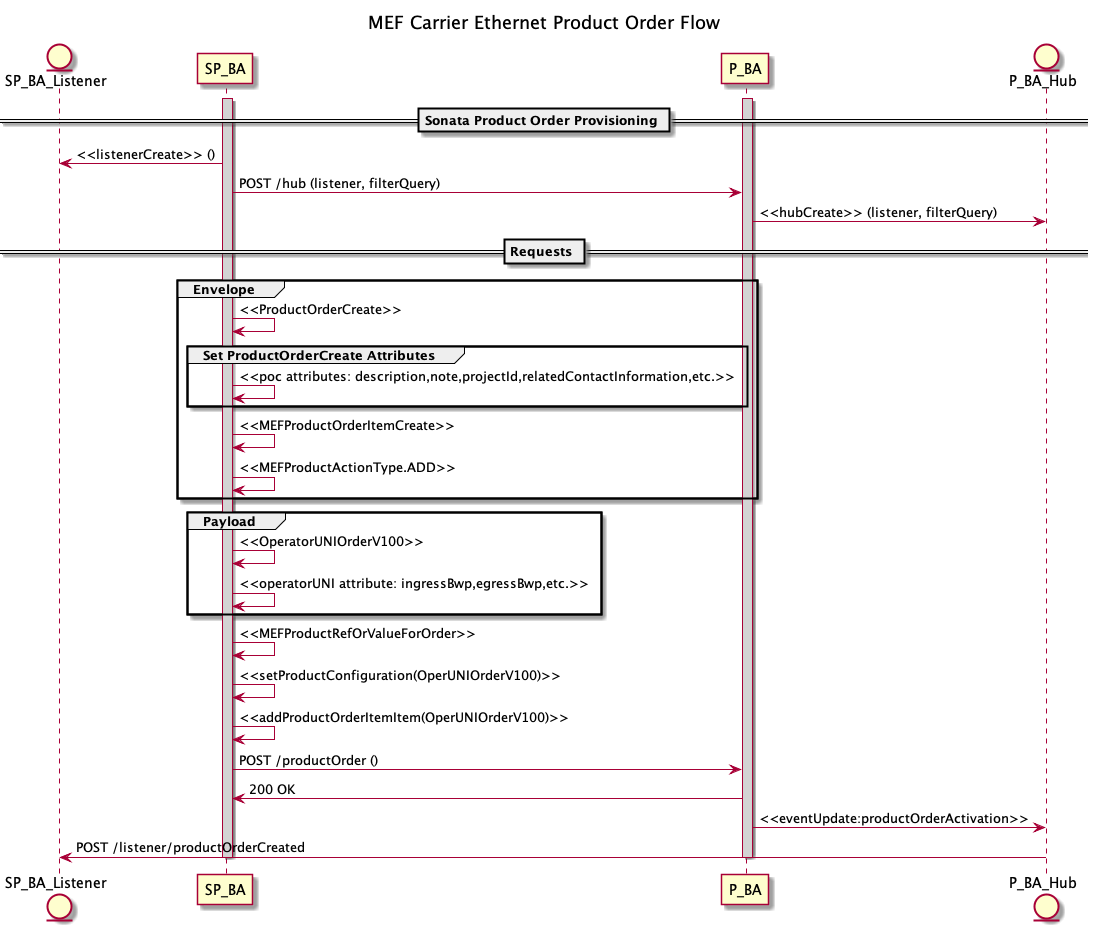 MEF Carrier Ethernet Product Order Flow
SP_BA_Listener
SP_BA
P_BA
P_BA_Hub
Sonata Product Order Provisioning
<<listenerCreate>> ()
POST /hub (listener, filterQuery)
<<hubCreate>> (listener, filterQuery)
Requests
Envelope
<<ProductOrderCreate>>
Set ProductOrderCreate Attributes
<<poc attributes: description,note,projectId,relatedContactInformation,etc.>>
<<MEFProductOrderItemCreate>>
<<MEFProductActionType.ADD>>
Payload
<<OperatorUNIOrderV100>>
<<operatorUNI attribute: ingressBwp,egressBwp,etc.>>
<<MEFProductRefOrValueForOrder>>
<<setProductConfiguration(OperUNIOrderV100)>>
<<addProductOrderItemItem(OperUNIOrderV100)>>
POST /productOrder ()
200 OK
<<eventUpdate:productOrderActivation>>
POST /listener/productOrderCreated
SP_BA_Listener
SP_BA
P_BA
P_BA_Hub